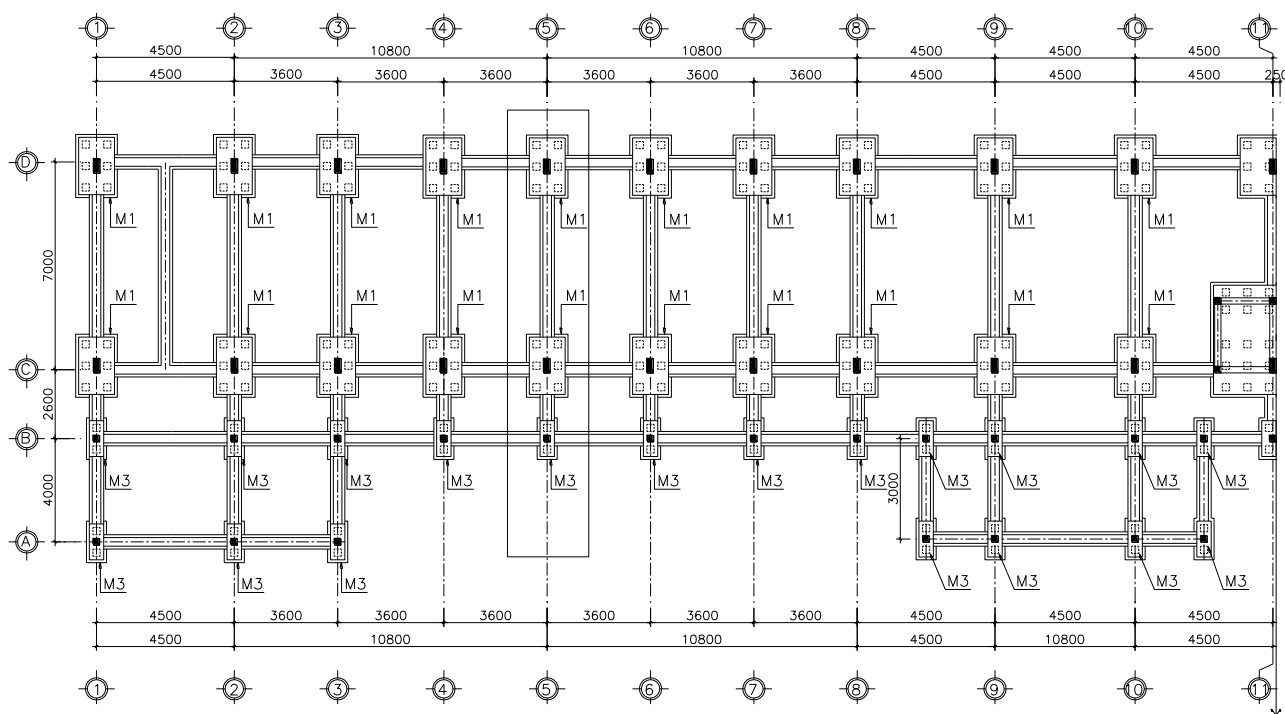 1 2 3 4 5 6 7 8 9 10 11
4500 10800 10800 4500 4500 4500
4500 3600 3600 3600 3600 3600 3600 4500 4500 4500 250
D
M1 M1 M1 M1 M1 M1 M1 M1 M1 M1
7000
M1 M1 M1 M1 M1 M1 M1 M1 M1 M1
C
2600
B
M3 M3 M3 M3 M3 M3 M3 M3 M3 M3 M3 M3
4000 3000
A
M3 M3 M3 M3 M3 M3 M3
4500 3600 3600 3600 3600 3600 3600 4500 4500 4500
4500 10800 10800 4500 10800 4500
1 2 3 4 5 6 7 8 9 10 11